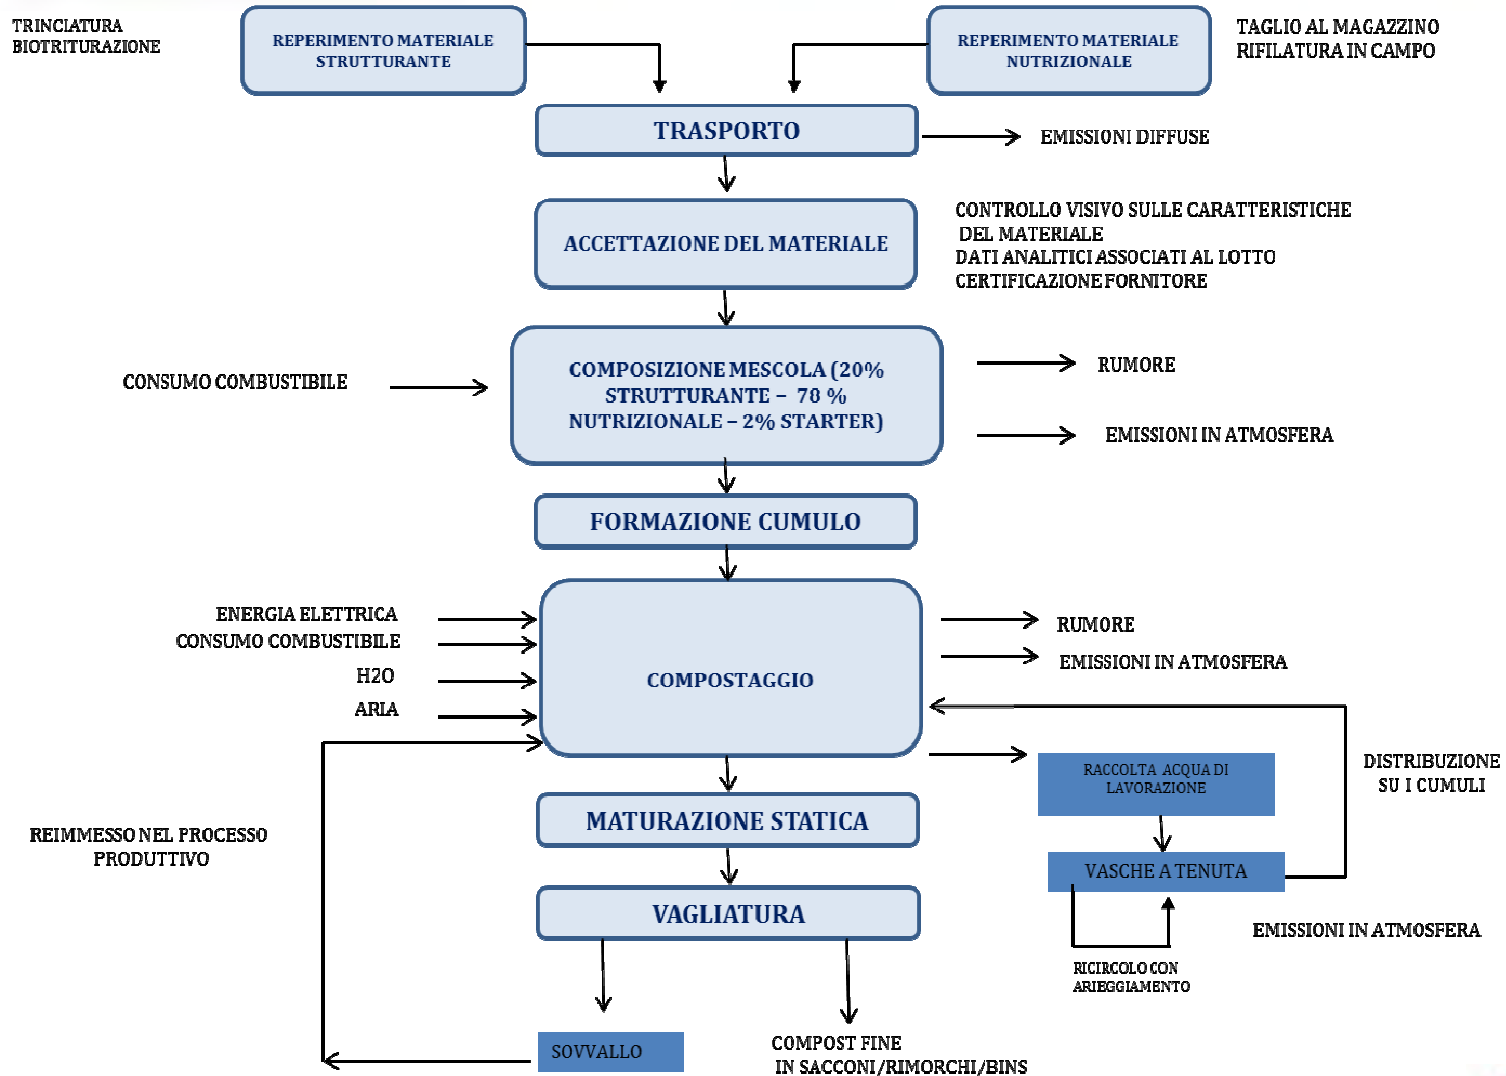 TRINCIATURA
BIOTRITURAZIONE
REPERIMENTO MATERIALE
STRUTTURANTE
REPERIMENTO MATERIALE
NUTRIZIONALE
TAGLIO AL MAGAZZINO
RIFILATURA IN CAMPO
TRASPORTO
EMISSIONI DIFFUSE
ACCETTAZIONE DEL MATERIALE
CONTROLLO VISIVO SULLE CARATTERISTICHE
DEL MATERIALE
DATI ANALITICI ASSOCIATI AL LOTTO
CERTIFICAZIONE FORNITORE
CONSUMO COMBUSTIBILE
COMPOSIZIONE MESCOLA (20%
STRUTTURANTE – 78 %
NUTRIZIONALE – 2% STARTER)
RUMORE
EMISSIONI IN ATMOSFERA
FORMAZIONE CUMULO
ENERGIA ELETTRICA
CONSUMO COMBUSTIBILE
H2O
ARIA
COMPOSTAGGIO
RUMORE
EMISSIONI IN ATMOSFERA
RACCOLTA ACQUA DI
LAVORAZIONE
DISTRIBUZIONE
SU I CUMULI
MATURAZIONE STATICA
REIMMESSO NEL PROCESSO
PRODUTTIVO
VASCHE A TENUTA
VAGLIATURA
EMISSIONI IN ATMOSFERA
RICIRCOLO CON
ARIEGGIAMENTO
SOVVALLO
COMPOST FINE
IN SACCONI/RIMORCHI/BINS